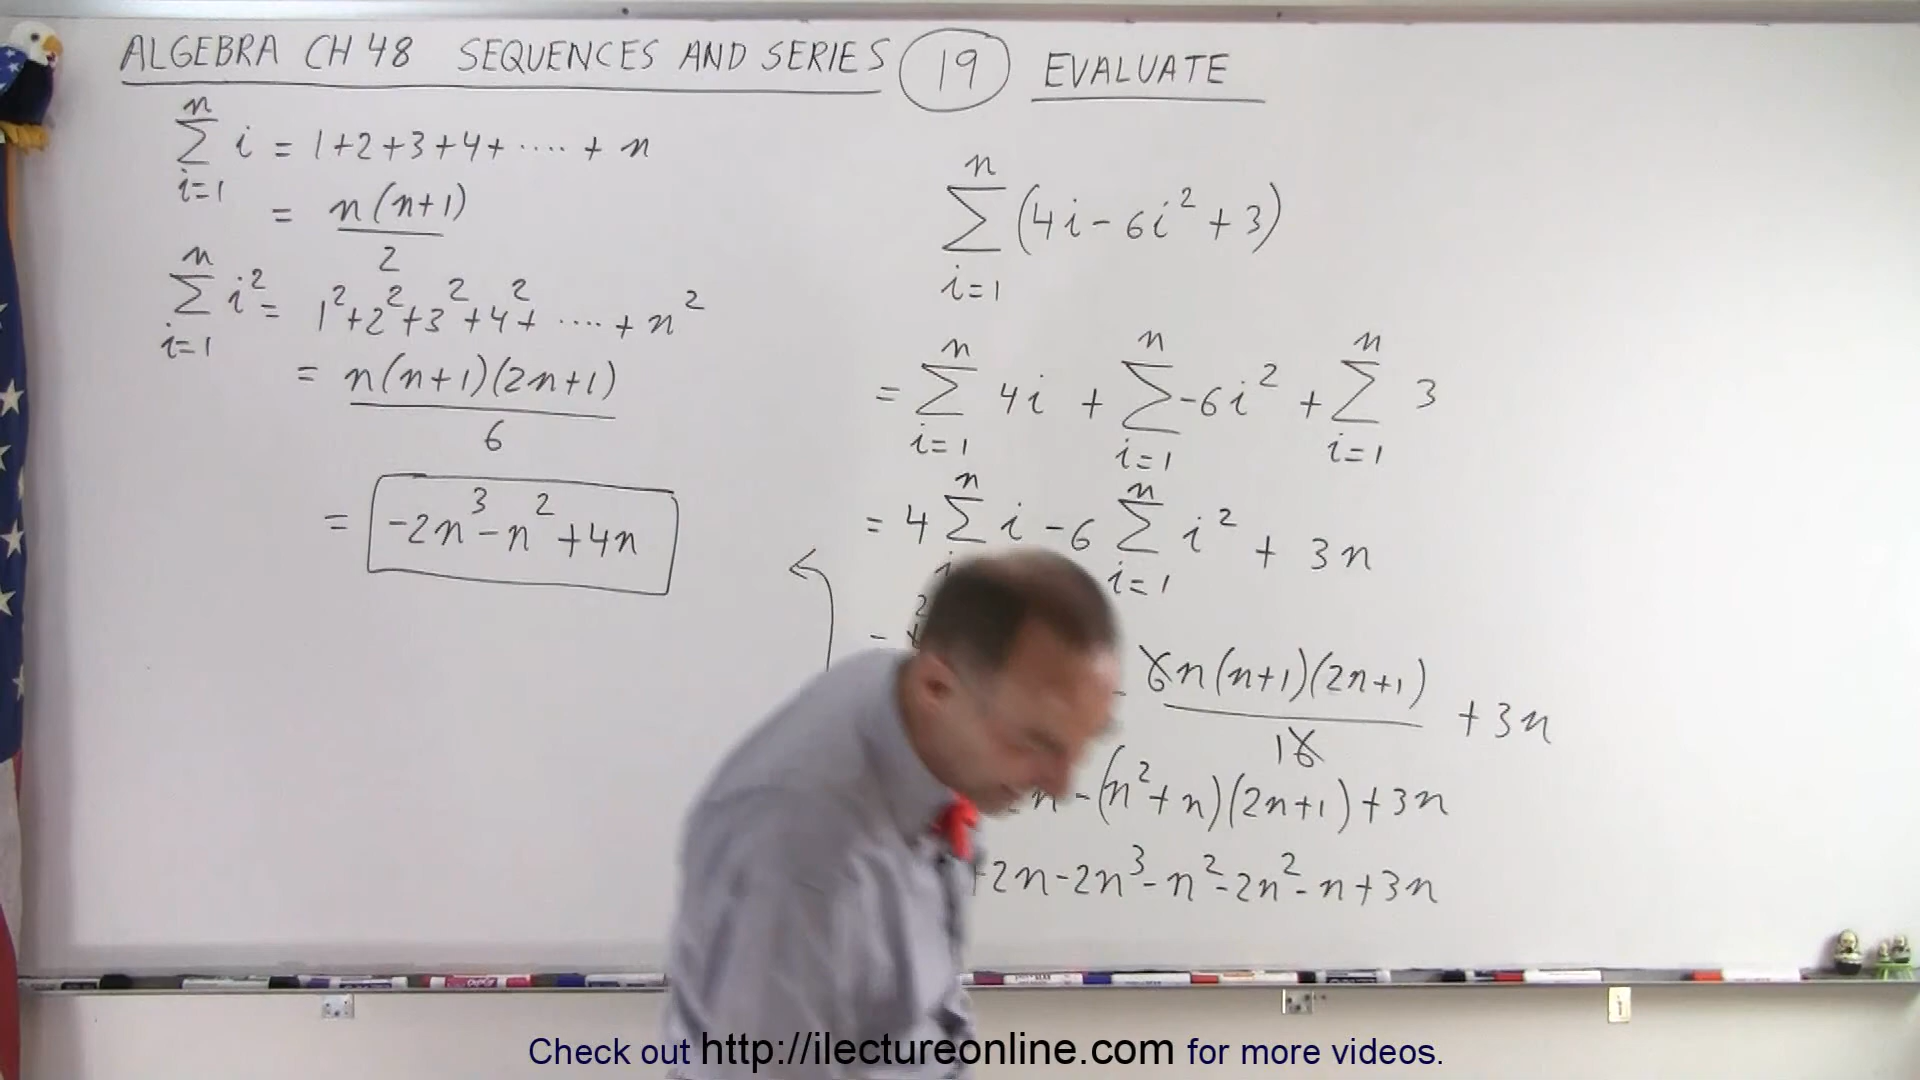 ALGEBRA CH 48 SEQUENCES AND SERIES 19 EVALUATE
n
∑ i = 1+2+3+4+ ···· + n
i=1
= n(n+1)
2
n
∑ i² = 1²+2²+3²+4²+ ···· + n²
i=1
= n(n+1)(2n+1)
6
= -2n³-n²+4n
n
∑ (4i - 6i² + 3)
i=1
n n n
= ∑ 4i + ∑ -6i² + ∑ 3
i=1 i=1 i=1
n n
= 4 ∑ i - 6 ∑ i² + 3n
i=1
2
- 6n(n+1)(2n+1) + 3n
16
2n - (n²+n)(2n+1) + 3n
+2n-2n³-n²-2n²-n+3n
Check out http://ilectureonline.com for more videos.